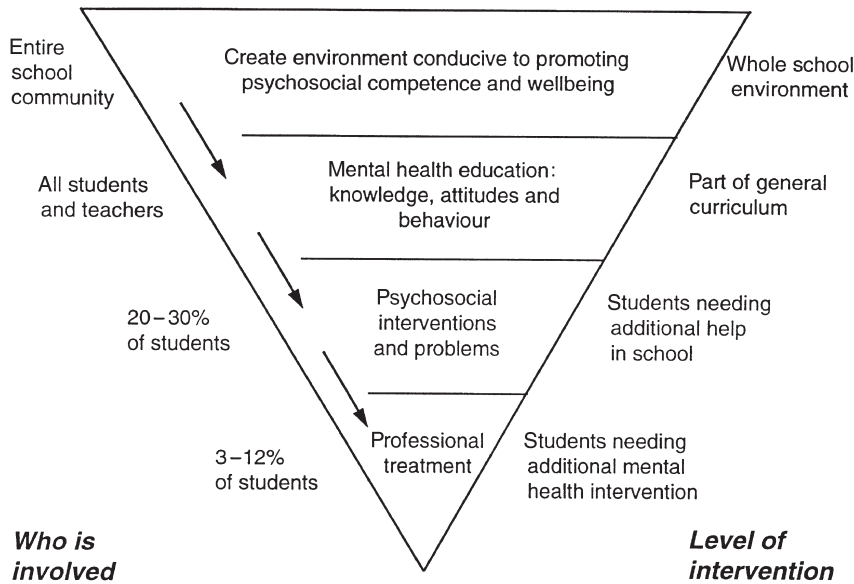 Entire
school
community
Create environment conducive to promoting
psychosocial competence and wellbeing
Whole school
environment
All students
and teachers
Mental health education:
knowledge, attitudes and
behaviour
Part of general
curriculum
20–30%
of students
Psychosocial
interventions
and problems
Students needing
additional help
in school
3–12%
of students
Professional
treatment
Students needing
additional mental
health intervention
Who is
involved
Level of
intervention